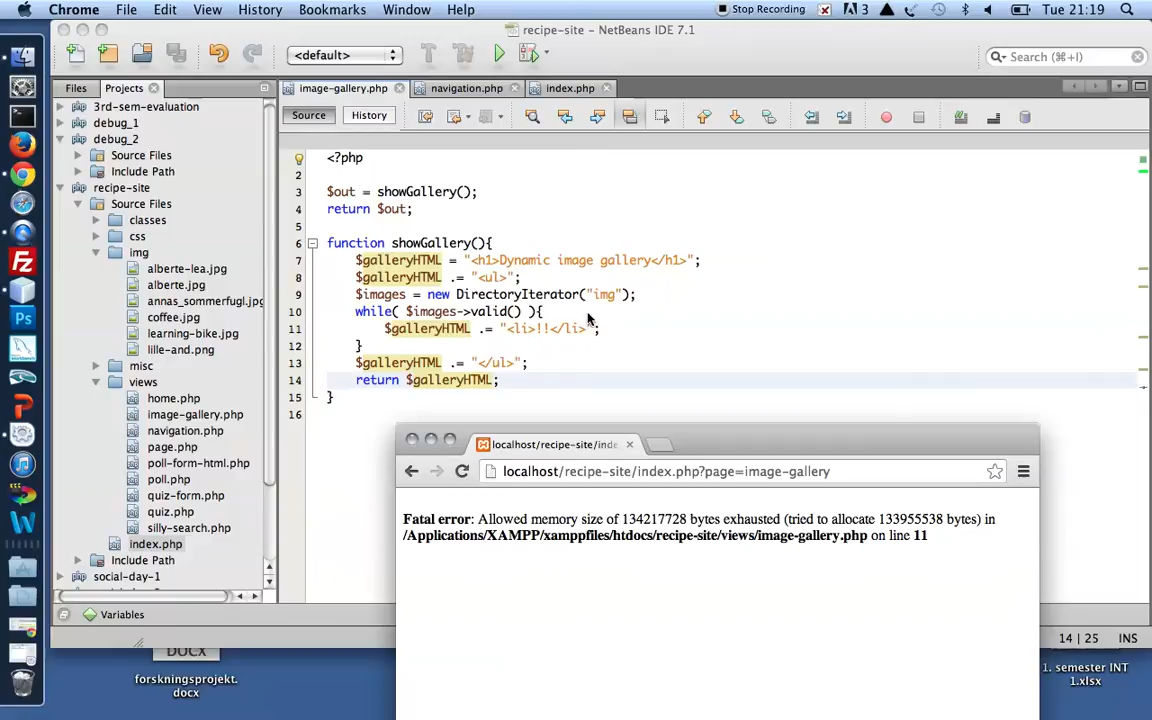 Chrome File Edit View History Bookmarks Window Help Stop Recording 3 Tue 21:19
recipe-site – NetBeans IDE 7.1
<default> Search (⌘+I)
Files Projects image-gallery.php navigation.php index.php
Source History
3rd-sem-evaluation
debug_1
debug_2
Source Files
Include Path
recipe-site
Source Files
classes
css
img
alberte-lea.jpg
alberte.jpg
annas_sommerfugl.jpg
coffee.jpg
learning-bike.jpg
lille-and.png
misc
views
home.php
image-gallery.php
navigation.php
page.php
poll-form-html.php
poll.php
quiz-form.php
quiz.php
silly-search.php
index.php
Include Path
social-day-1
<?php
2
3 $out = showGallery();
4 return $out;
5
6 function showGallery(){
7 $galleryHTML = "<h1>Dynamic image gallery</h1>";
8 $galleryHTML .= "<ul>";
9 $images = new DirectoryIterator("img");
10 while( $images->valid() ){
11 $galleryHTML .= "<li>!!</li>";
12 }
13 $galleryHTML .= "</ul>";
14 return $galleryHTML;
15 }
16
localhost/recipe-site/inde
localhost/recipe-site/index.php?page=image-gallery
Fatal error: Allowed memory size of 134217728 bytes exhausted (tried to allocate 133955538 bytes) in
/Applications/XAMPP/xamppfiles/htdocs/recipe-site/views/image-gallery.php on line 11
Variables
14 | 25 INS
DOCX
forskningsprojekt.
docx
1. semester INT
1.xlsx